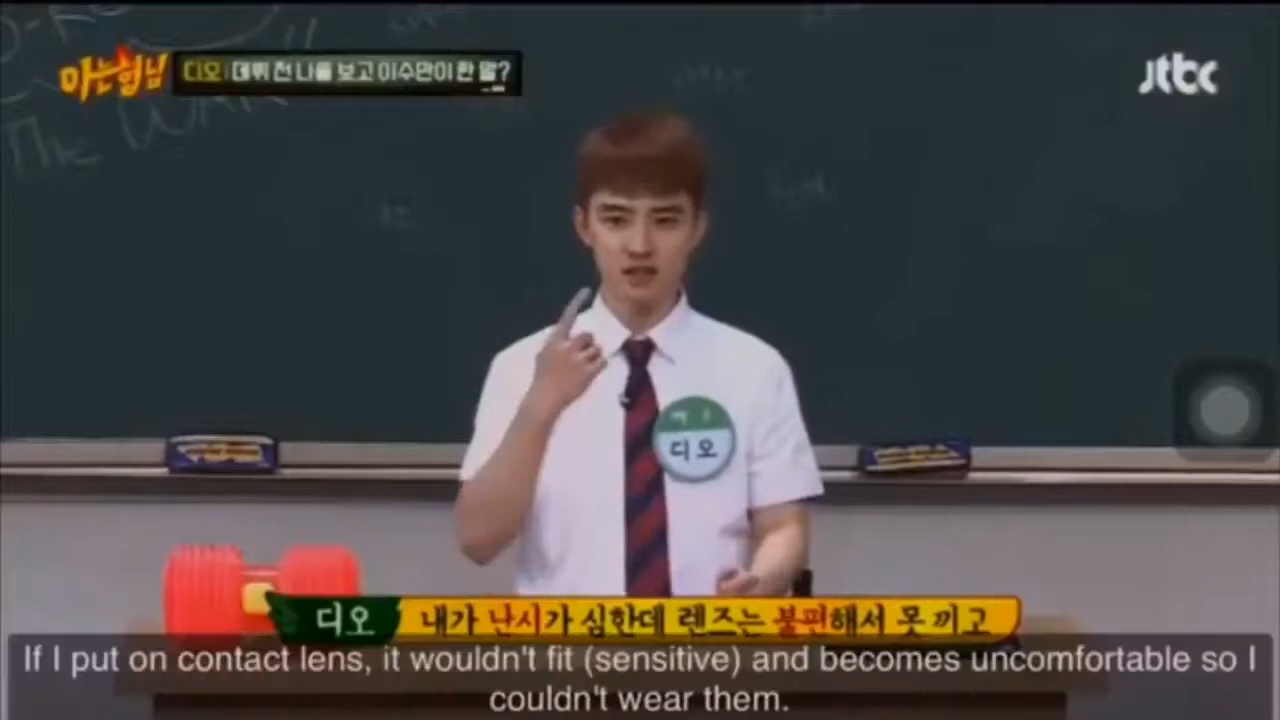 아는형님
디오 데뷔 전 나를 보고 이수만이 한 말?
jtbc
THE WAR
디오
디오 내가 난시가 심한데 렌즈는 불편해서 못 끼고
If I put on contact lens, it wouldn't fit (sensitive) and becomes uncomfortable so I
couldn't wear them.